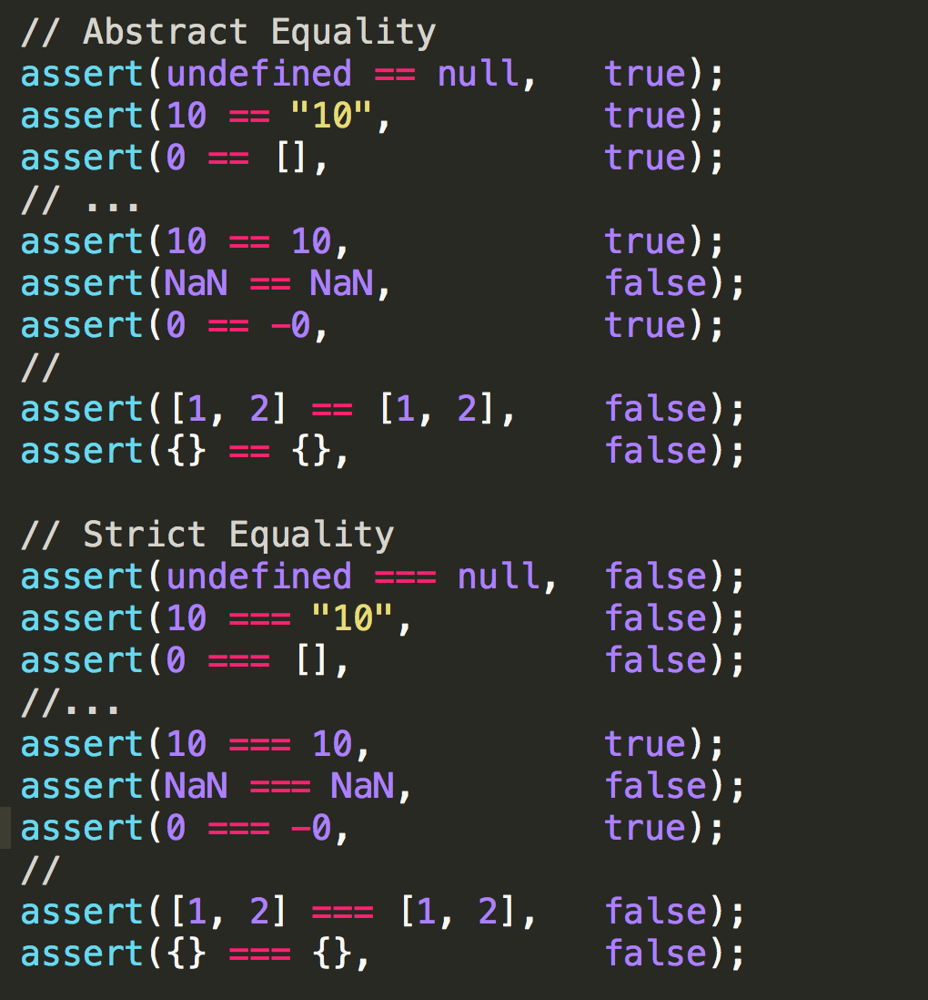 // Abstract Equality
assert(undefined == null,   true);
assert(10 == "10",          true);
assert(0 == [],             true);
// ...
assert(10 == 10,            true);
assert(NaN == NaN,          false);
assert(0 == -0,             true);
//
assert([1, 2] == [1, 2],    false);
assert({} == {},            false);

// Strict Equality
assert(undefined === null,  false);
assert(10 === "10",         false);
assert(0 === [],            false);
//...
assert(10 === 10,           true);
assert(NaN === NaN,         false);
assert(0 === -0,            true);
//
assert([1, 2] === [1, 2],   false);
assert({} === {},           false);